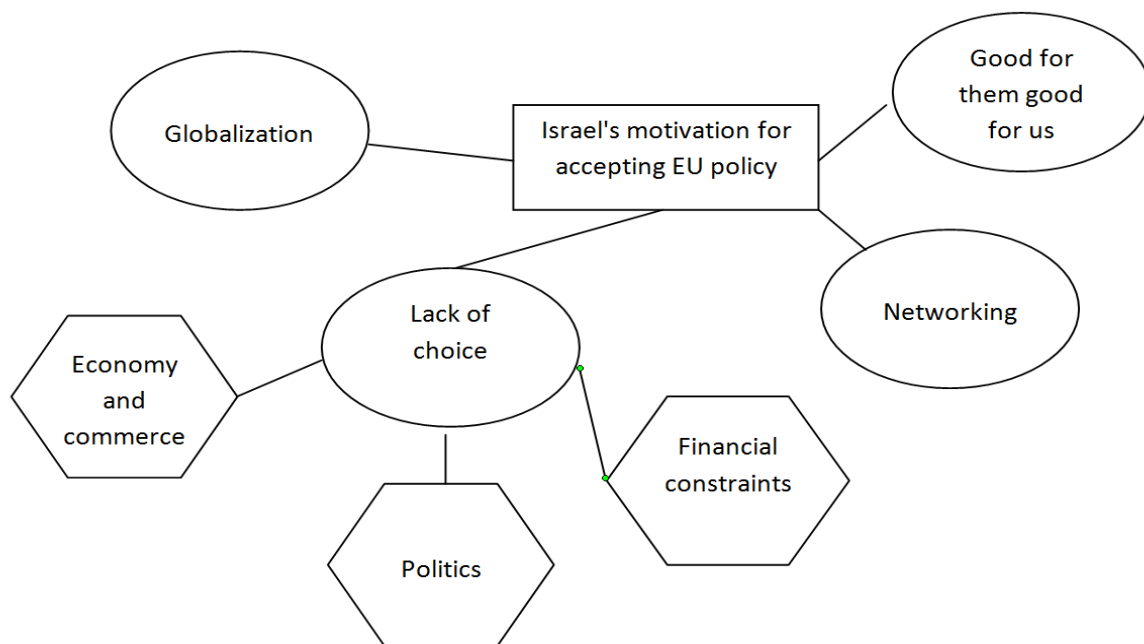 Good for
them good
for us
Globalization
Israel's motivation for
accepting EU policy
Networking
Lack of
choice
Economy
and
commerce
Financial
constraints
Politics